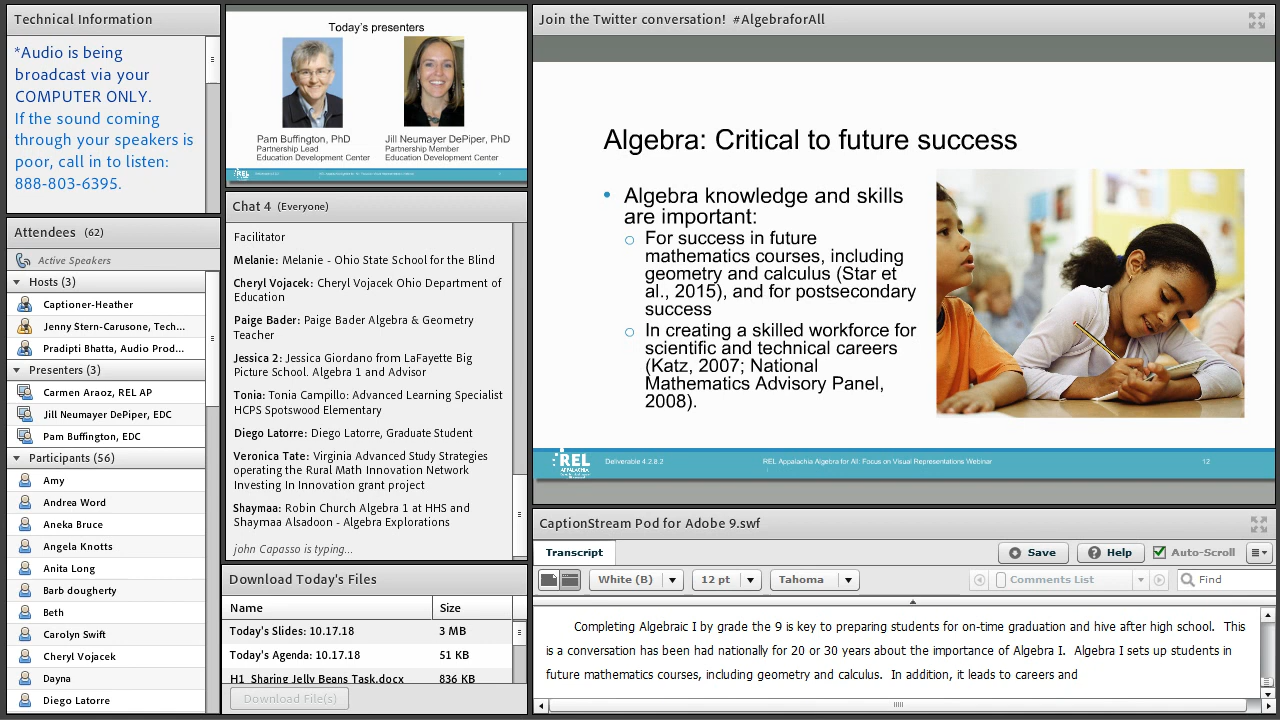 Technical Information
*Audio is being
broadcast via your
COMPUTER ONLY.
If the sound coming
through your speakers is
poor, call in to listen:
888-803-6395.
Attendees (62)
Active Speakers
Hosts (3)
Captioner-Heather
Jenny Stern-Carusone, Tech...
Pradipti Bhatta, Audio Prod...
Presenters (3)
Carmen Araoz, REL AP
Jill Neumayer DePiper, EDC
Pam Buffington, EDC
Participants (56)
Amy
Andrea Word
Aneka Bruce
Angela Knotts
Anita Long
Barb dougherty
Beth
Carolyn Swift
Cheryl Vojacek
Dayna
Diego Latorre
Today's presenters
Pam Buffington, PhD
Partnership Lead
Education Development Center
Jill Neumayer DePiper, PhD
Partnership Member
Education Development Center
REL
Chat 4 (Everyone)
Facilitator
Melanie: Melanie - Ohio State School for the Blind
Cheryl Vojacek: Cheryl Vojacek Ohio Department of
Education
Paige Bader: Paige Bader Algebra & Geometry
Teacher
Jessica 2: Jessica Giordano from LaFayette Big
Picture School. Algebra 1 and Advisor
Tonia: Tonia Campillo: Advanced Learning Specialist
HCPS Spotswood Elementary
Diego Latorre: Diego Latorre, Graduate Student
Veronica Tate: Virginia Advanced Study Strategies
operating the Rural Math Innovation Network
Investing In Innovation grant project
Shaymaa: Robin Church Algebra 1 at HHS and
Shaymaa Alsadoon - Algebra Explorations
john Capasso is typing...
Download Today's Files
Name Size
Today's Slides: 10.17.18 3 MB
Today's Agenda: 10.17.18 51 KB
H1_Sharing Jelly Beans Task.docx 836 KB
Download File(s)
Join the Twitter conversation! #AlgebraforAll
Algebra: Critical to future success
• Algebra knowledge and skills
are important:
o For success in future
mathematics courses, including
geometry and calculus (Star et
al., 2015), and for postsecondary
success
o In creating a skilled workforce for
scientific and technical careers
(Katz, 2007; National
Mathematics Advisory Panel,
2008).
REL
APPALACHIA
Deliverable 4.2.8.2
REL Appalachia Algebra for All: Focus on Visual Representations Webinar
12
CaptionStream Pod for Adobe 9.swf
Transcript
Save
Help
Auto-Scroll
White (B)
12 pt
Tahoma
Comments List
Find
Completing Algebraic I by grade the 9 is key to preparing students for on-time graduation and hive after high school. This
is a conversation has been had nationally for 20 or 30 years about the importance of Algebra I. Algebra I sets up students in
future mathematics courses, including geometry and calculus. In addition, it leads to careers and